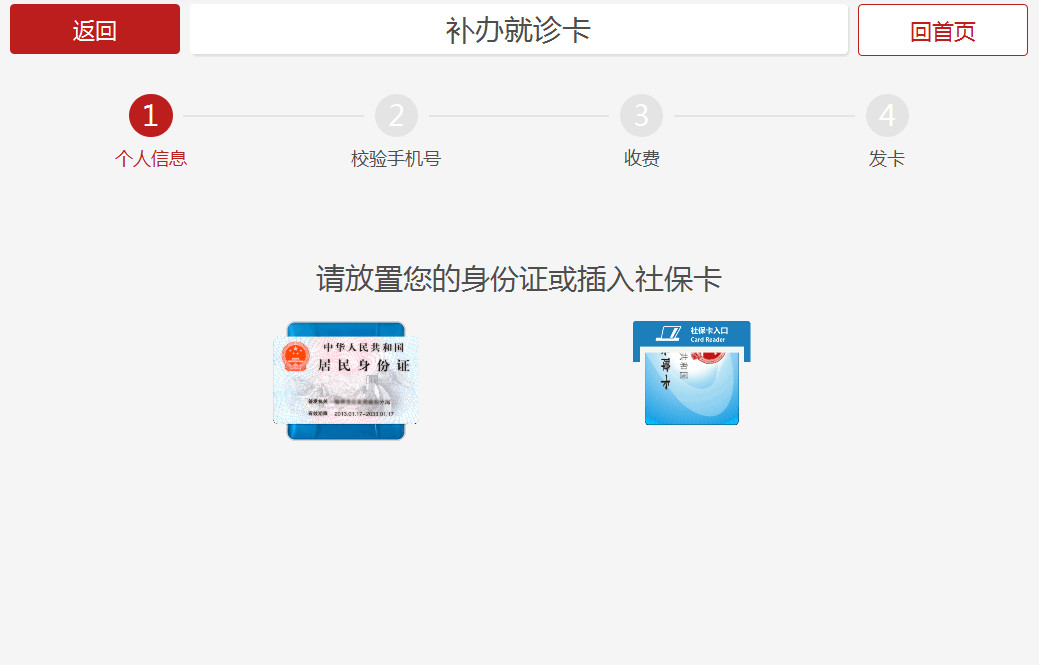 返回
补办就诊卡
回首页
1
2
3
4
个人信息
校验手机号
收费
发卡
请放置您的身份证或插入社保卡
中华人民共和国
居民身份证
签发机关
有效期限 2013.01.17-2033.01.17
社保卡入口
Card Reader
共和国
障卡